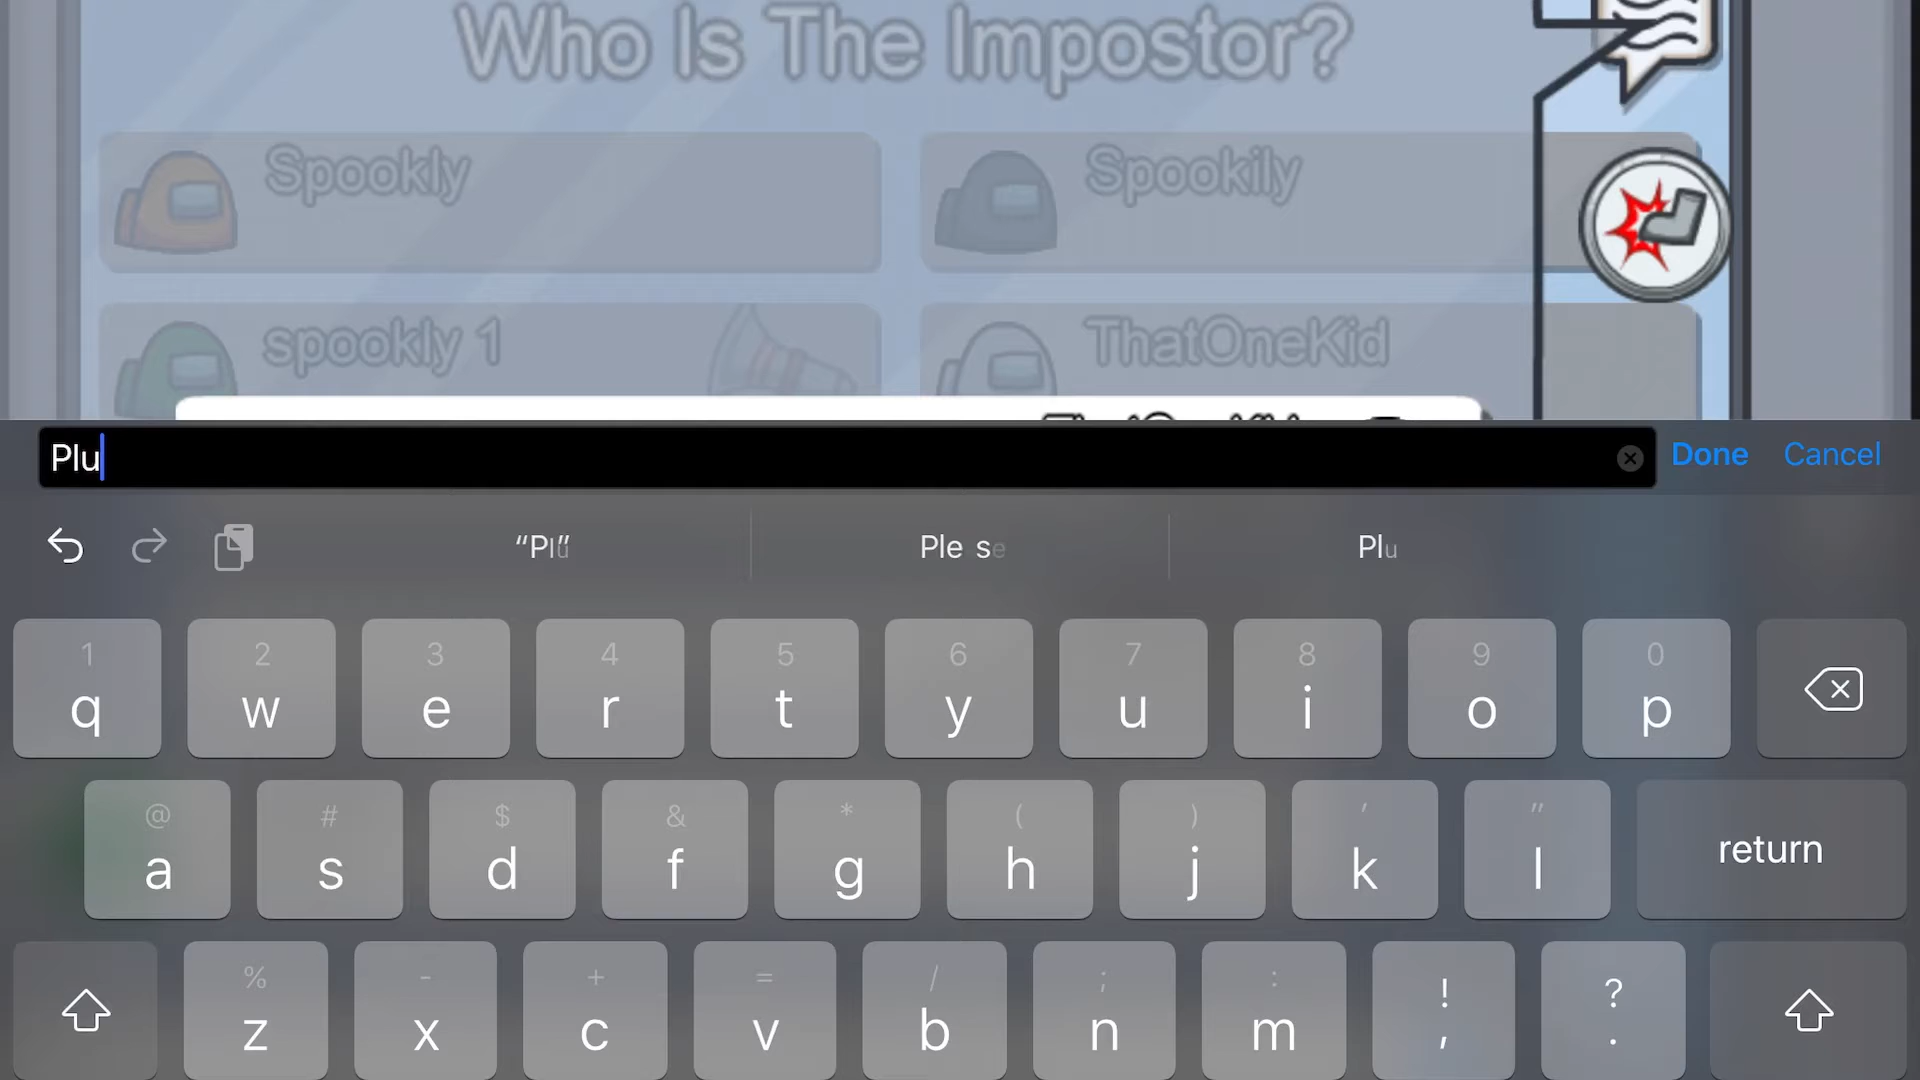 Who Is The Impostor?
Spookly
Spookily
spookly 1
ThatOneKid
Plu
Done
Cancel
“Plu”
Ple se
Plu
1 2 3 4 5 6 7 8 9 0
q w e r t y u i o p
@ # $ & * ( ) ' "
a s d f g h j k l
return
% - + = / ; : ! ?
z x c v b n m , .